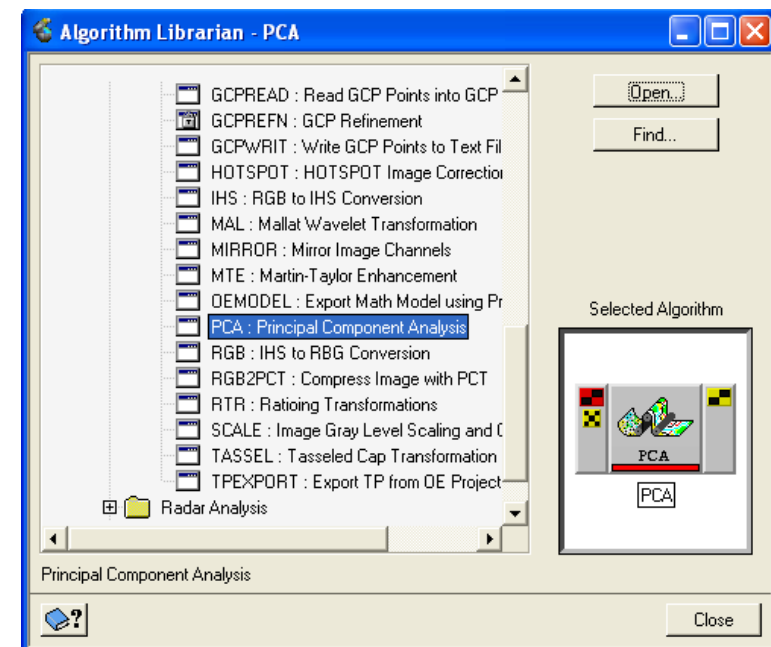 Algorithm Librarian - PCA
GCPREAD : Read GCP Points into GCP
GCPREFN : GCP Refinement
GCPWRIT : Write GCP Points to Text Fil
HOTSPOT : HOTSPOT Image Correction
IHS : RGB to IHS Conversion
MAL : Mallat Wavelet Transformation
MIRROR : Mirror Image Channels
MTE : Martin-Taylor Enhancement
OEMODEL : Export Math Model using Pr
PCA : Principal Component Analysis
RGB : IHS to RBG Conversion
RGB2PCT : Compress Image with PCT
RTR : Ratioing Transformations
SCALE : Image Gray Level Scaling and
TASSEL : Tasseled Cap Transformation
TPEXPORT : Export TP from OE Project
Radar Analysis
Principal Component Analysis
Open...
Find...
Selected Algorithm
PCA
PCA
Close